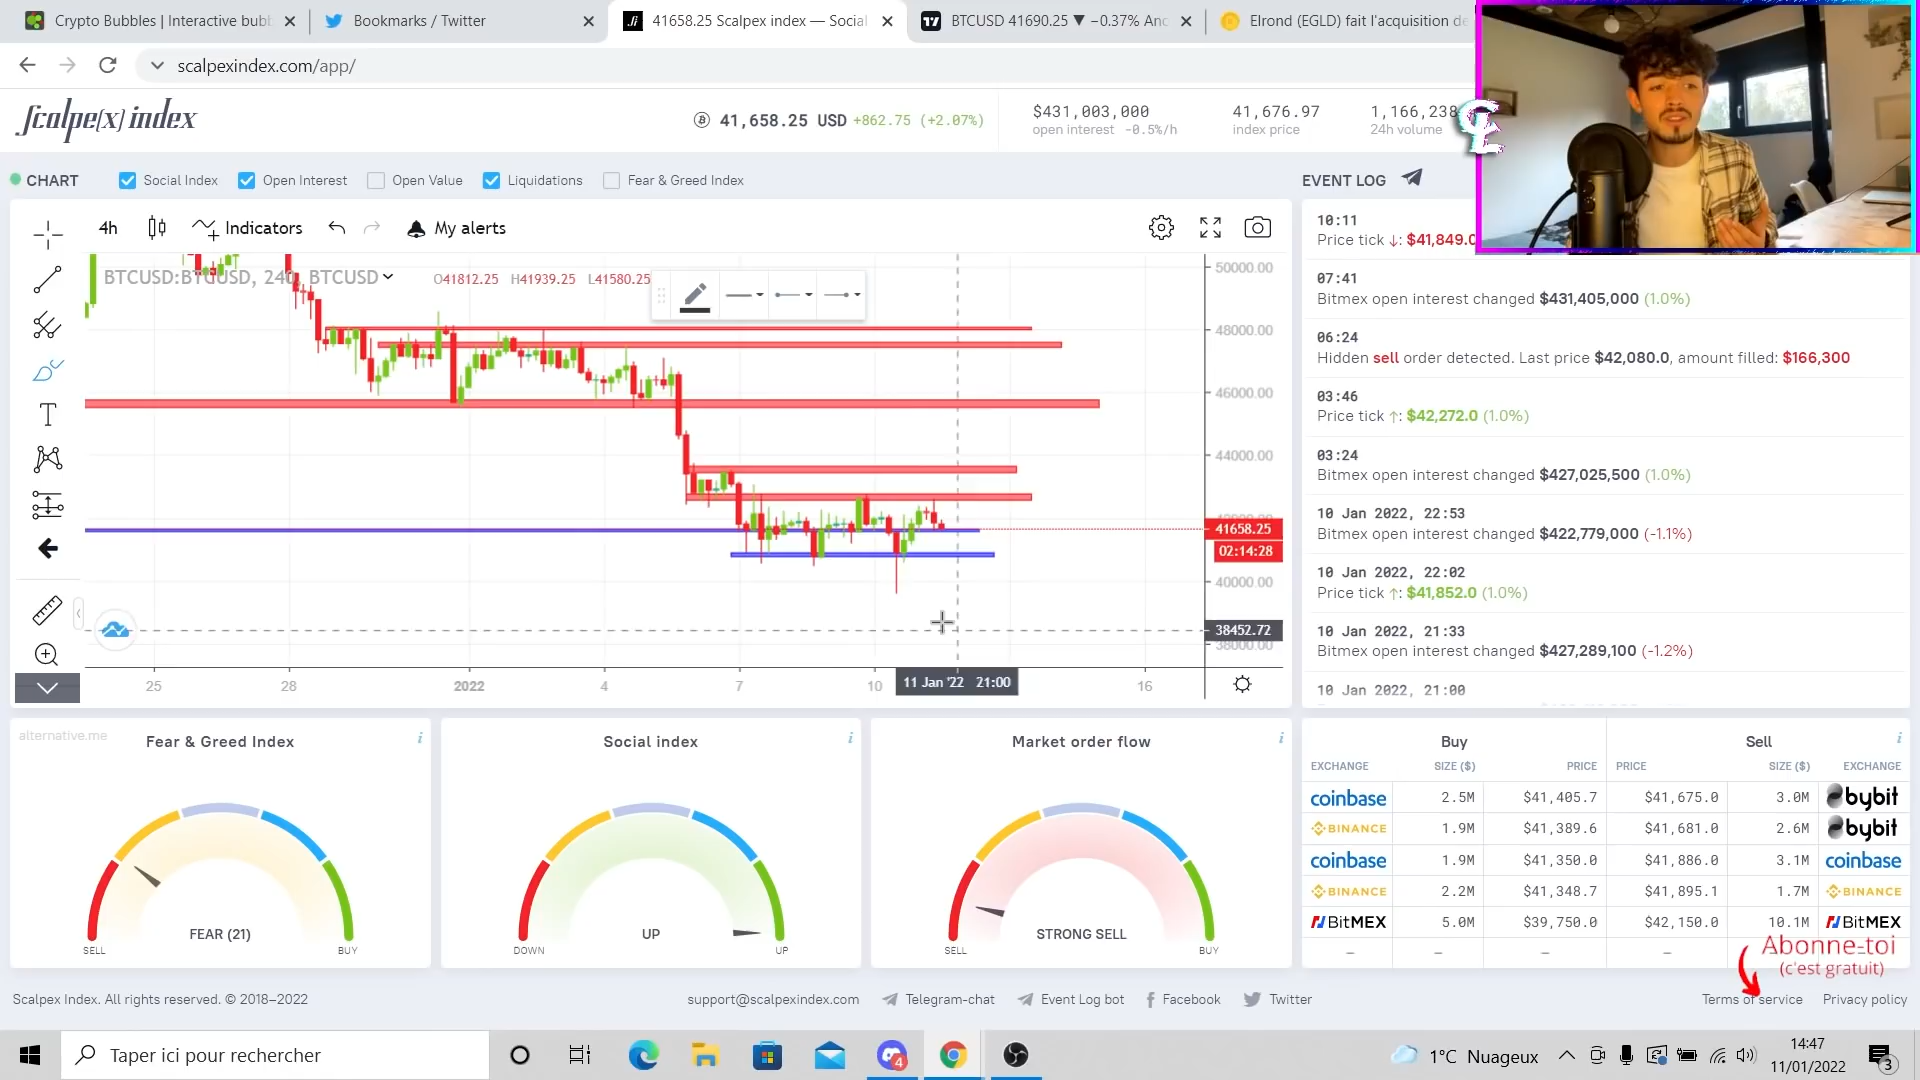 Crypto Bubbles | Interactive bubb
Bookmarks / Twitter
41658.25 Scalpex index — Social
BTCUSD 41690.25 ▼ −0.37% Anc
Elrond (EGLD) fait l'acquisition de
scalpexindex.com/app/
Scalpe(x) index
41,658.25 USD +862.75 (+2.07%)
$431,003,000
open interest -0.5%/h
41,676.97
index price
1,166,238
24h volume
CHART
Social Index
Open Interest
Open Value
Liquidations
Fear & Greed Index
EVENT LOG
4h
Indicators
My alerts
BTCUSD:BTCUSD, 240, BTCUSD
O41812.25 H41939.25 L41580.25
50000.00
48000.00
46000.00
44000.00
41658.25
02:14:28
40000.00
38452.72
38000.00
25
28
2022
4
7
10
11 Jan '22 21:00
16
10:11
Price tick ↓: $41,849.0
07:41
Bitmex open interest changed $431,405,000 (1.0%)
06:24
Hidden sell order detected. Last price $42,080.0, amount filled: $166,300
03:46
Price tick ↑: $42,272.0 (1.0%)
03:24
Bitmex open interest changed $427,025,500 (1.0%)
10 Jan 2022, 22:53
Bitmex open interest changed $422,779,000 (-1.1%)
10 Jan 2022, 22:02
Price tick ↑: $41,852.0 (1.0%)
10 Jan 2022, 21:33
Bitmex open interest changed $427,289,100 (-1.2%)
10 Jan 2022, 21:00
alternative.me
Fear & Greed Index
FEAR (21)
SELL
BUY
Social index
UP
DOWN
UP
Market order flow
STRONG SELL
SELL
BUY
Buy
Sell
EXCHANGE SIZE ($) PRICE PRICE SIZE ($) EXCHANGE
coinbase 2.5M $41,405.7 $41,675.0 3.0M bybit
BINANCE 1.9M $41,389.6 $41,681.0 2.6M bybit
coinbase 1.9M $41,350.0 $41,886.0 3.1M coinbase
BINANCE 2.2M $41,348.7 $41,895.1 1.7M BINANCE
BitMEX 5.0M $39,750.0 $42,150.0 10.1M BitMEX
– – – – –
Abonne-toi
(c'est gratuit)
Scalpex Index. All rights reserved. © 2018–2022
support@scalpexindex.com
Telegram-chat
Event Log bot
Facebook
Twitter
Terms of service
Privacy policy
Taper ici pour rechercher
4
1°C Nuageux
14:47
11/01/2022
3